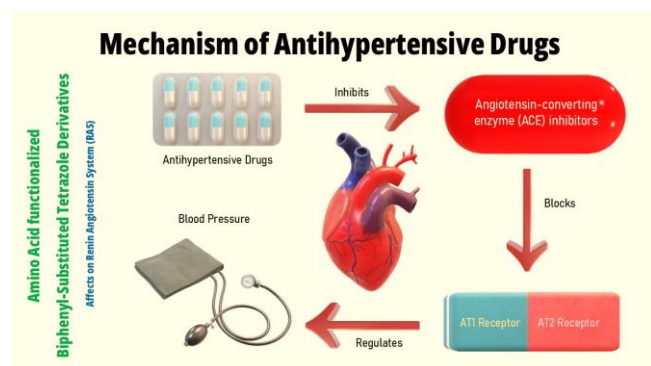 Mechanism of Antihypertensive Drugs
Amino Acid functionalized
Biphenyl-Substituted Tetrazole Derivatives
Affects on Renin Angiotensin System (RAS)
Antihypertensive Drugs
Inhibits
Angiotensin-converting
enzyme (ACE) inhibitors
Blocks
AT1 Receptor
AT2 Receptor
Regulates
Blood Pressure